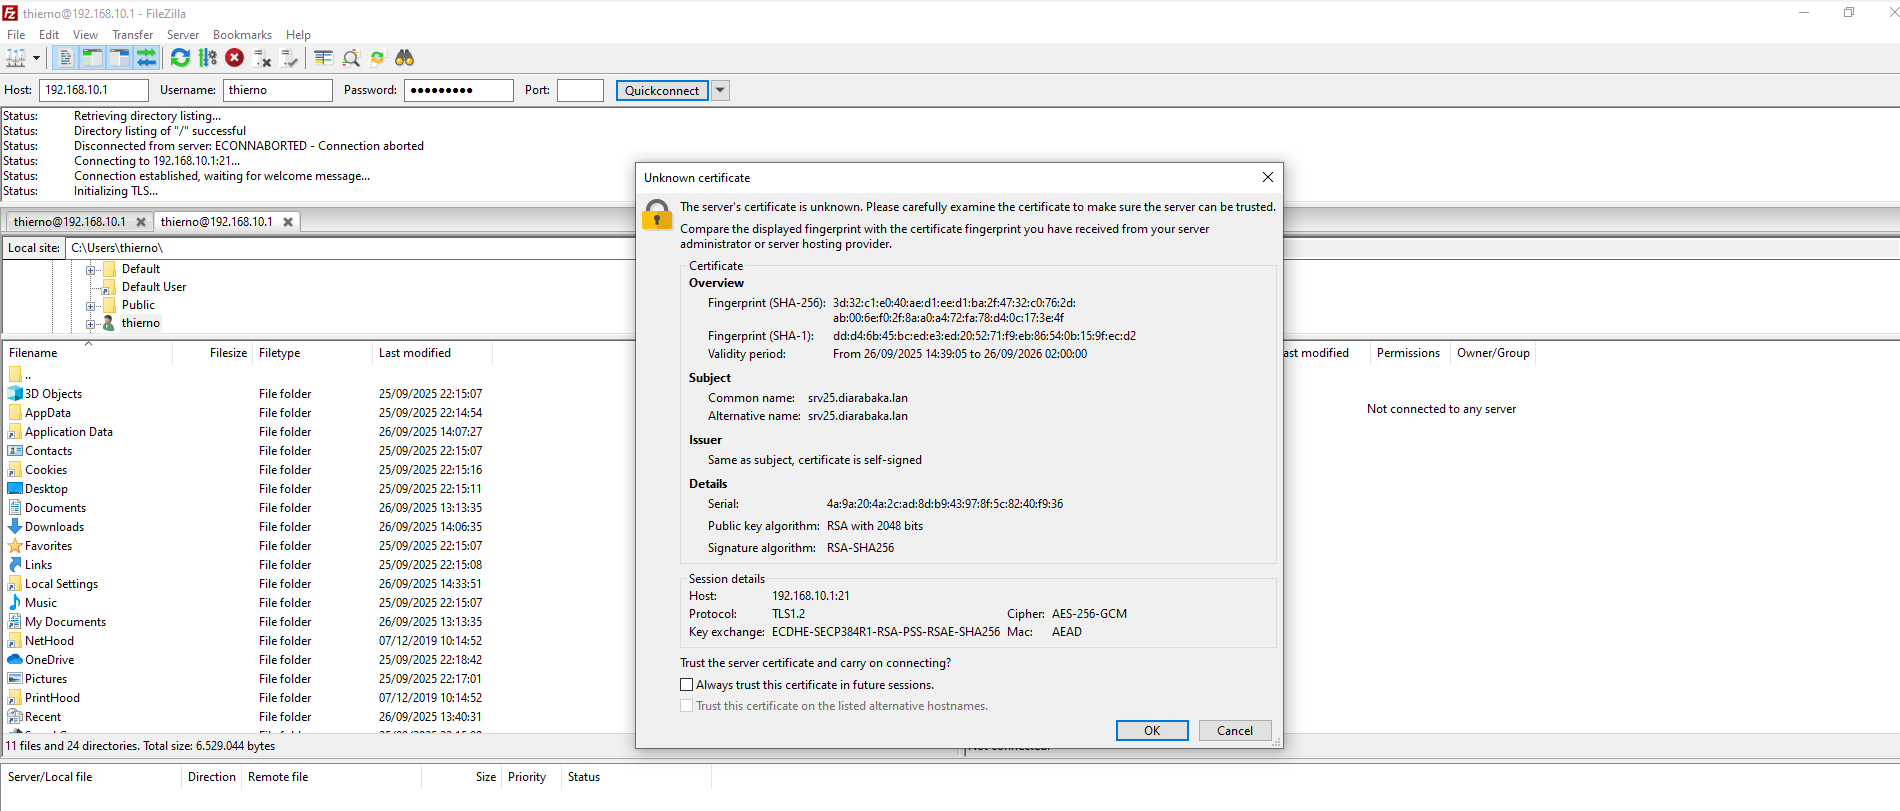 thierno@192.168.10.1 - FileZilla
File Edit View Transfer Server Bookmarks Help
Host: 192.168.10.1 Username: thierno Password: ●●●●●●●●● Port: Quickconnect
Status: Retrieving directory listing...
Status: Directory listing of "/" successful
Status: Disconnected from server: ECONNABORTED - Connection aborted
Status: Connecting to 192.168.10.1:21...
Status: Connection established, waiting for welcome message...
Status: Initializing TLS...
thierno@192.168.10.1 thierno@192.168.10.1
Local site: C:\Users\thierno\
Default
Default User
Public
thierno
Filename Filesize Filetype Last modified
..
3D Objects File folder 25/09/2025 22:15:07
AppData File folder 25/09/2025 22:14:54
Application Data File folder 26/09/2025 14:07:27
Contacts File folder 25/09/2025 22:15:07
Cookies File folder 25/09/2025 22:15:16
Desktop File folder 25/09/2025 22:15:11
Documents File folder 26/09/2025 13:13:35
Downloads File folder 26/09/2025 14:06:35
Favorites File folder 25/09/2025 22:15:07
Links File folder 25/09/2025 22:15:08
Local Settings File folder 26/09/2025 14:33:51
Music File folder 25/09/2025 22:15:07
My Documents File folder 26/09/2025 13:13:35
NetHood File folder 07/12/2019 10:14:52
OneDrive File folder 25/09/2025 22:18:42
Pictures File folder 25/09/2025 22:17:01
PrintHood File folder 07/12/2019 10:14:52
Recent File folder 26/09/2025 13:40:31
11 files and 24 directories. Total size: 6.529.044 bytes
Unknown certificate
The server's certificate is unknown. Please carefully examine the certificate to make sure the server can be trusted.
Compare the displayed fingerprint with the certificate fingerprint you have received from your server
administrator or server hosting provider.
Certificate
Overview
Fingerprint (SHA-256): 3d:32:c1:e0:40:ae:d1:ee:d1:ba:2f:47:32:c0:76:2d:
ab:00:6e:f0:2f:8a:a0:a4:72:fa:78:d4:0c:17:3e:4f
Fingerprint (SHA-1): dd:d4:6b:45:bc:ed:e3:ed:20:52:71:f9:eb:86:54:0b:15:9f:ec:d2
Validity period: From 26/09/2025 14:39:05 to 26/09/2026 02:00:00
Subject
Common name: srv25.diarabaka.lan
Alternative name: srv25.diarabaka.lan
Issuer
Same as subject, certificate is self-signed
Details
Serial: 4a:9a:20:4a:2c:ad:8d:b9:43:97:8f:5c:82:40:f9:36
Public key algorithm: RSA with 2048 bits
Signature algorithm: RSA-SHA256
Session details
Host: 192.168.10.1:21
Protocol: TLS1.2 Cipher: AES-256-GCM
Key exchange: ECDHE-SECP384R1-RSA-PSS-RSAE-SHA256 Mac: AEAD
Trust the server certificate and carry on connecting?
Always trust this certificate in future sessions.
Trust this certificate on the listed alternative hostnames.
OK Cancel
ast modified Permissions Owner/Group
Not connected to any server
Not connected.
Server/Local file Direction Remote file Size Priority Status